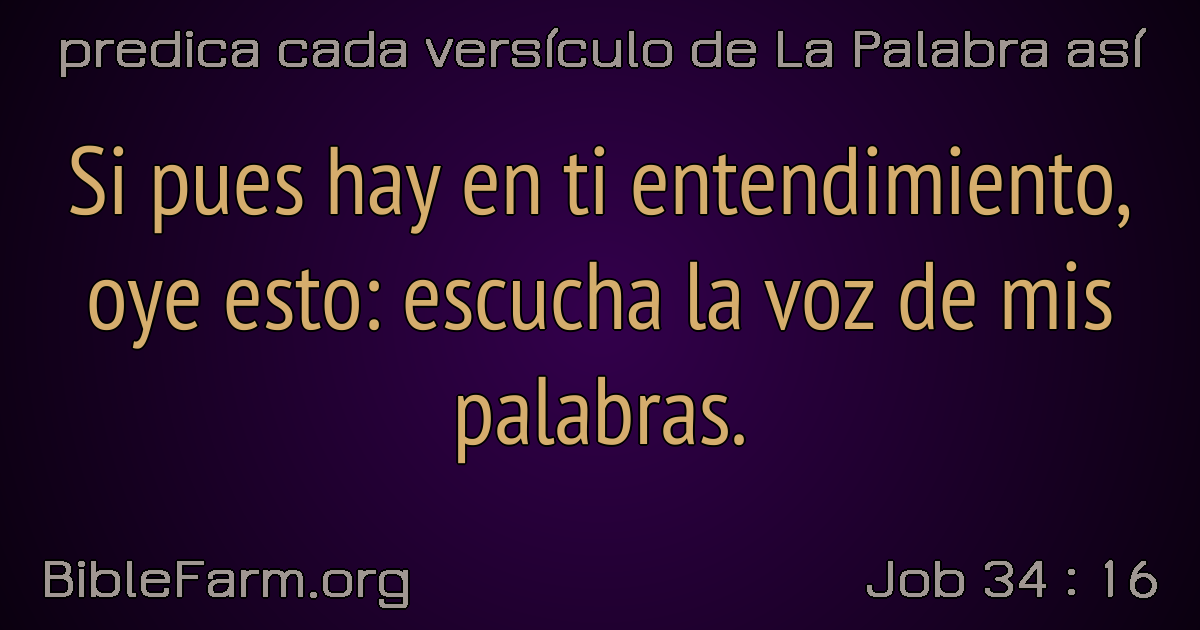 predica cada versículo de La Palabra así
Si pues hay en ti entendimiento,
oye esto: escucha la voz de mis
palabras.
BibleFarm.org
Job 34 : 16